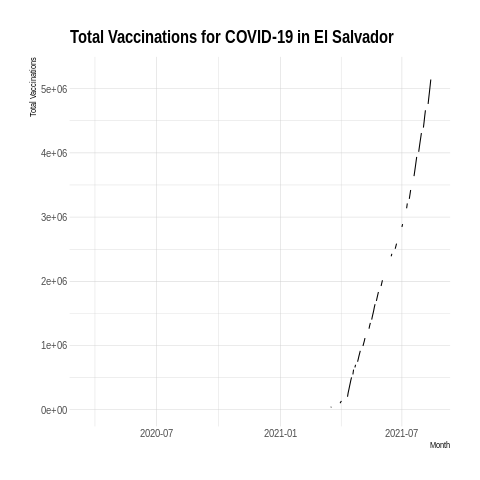 Total Vaccinations for COVID-19 in El Salvador
Total Vaccinations
5e+06
4e+06
3e+06
2e+06
1e+06
0e+00
2020-07 2021-01 2021-07
Month